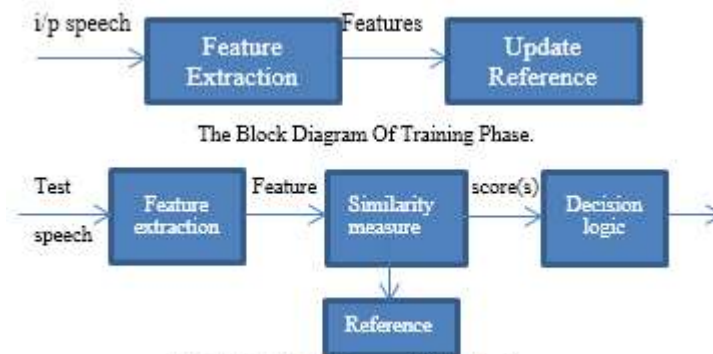 i/p speech
Features
Feature
Extraction
Update
Reference
The Block Diagram Of Training Phase.
Test
speech
Feature
extraction
Feature
Similarity
measure
score(s)
Decision
logic
Reference